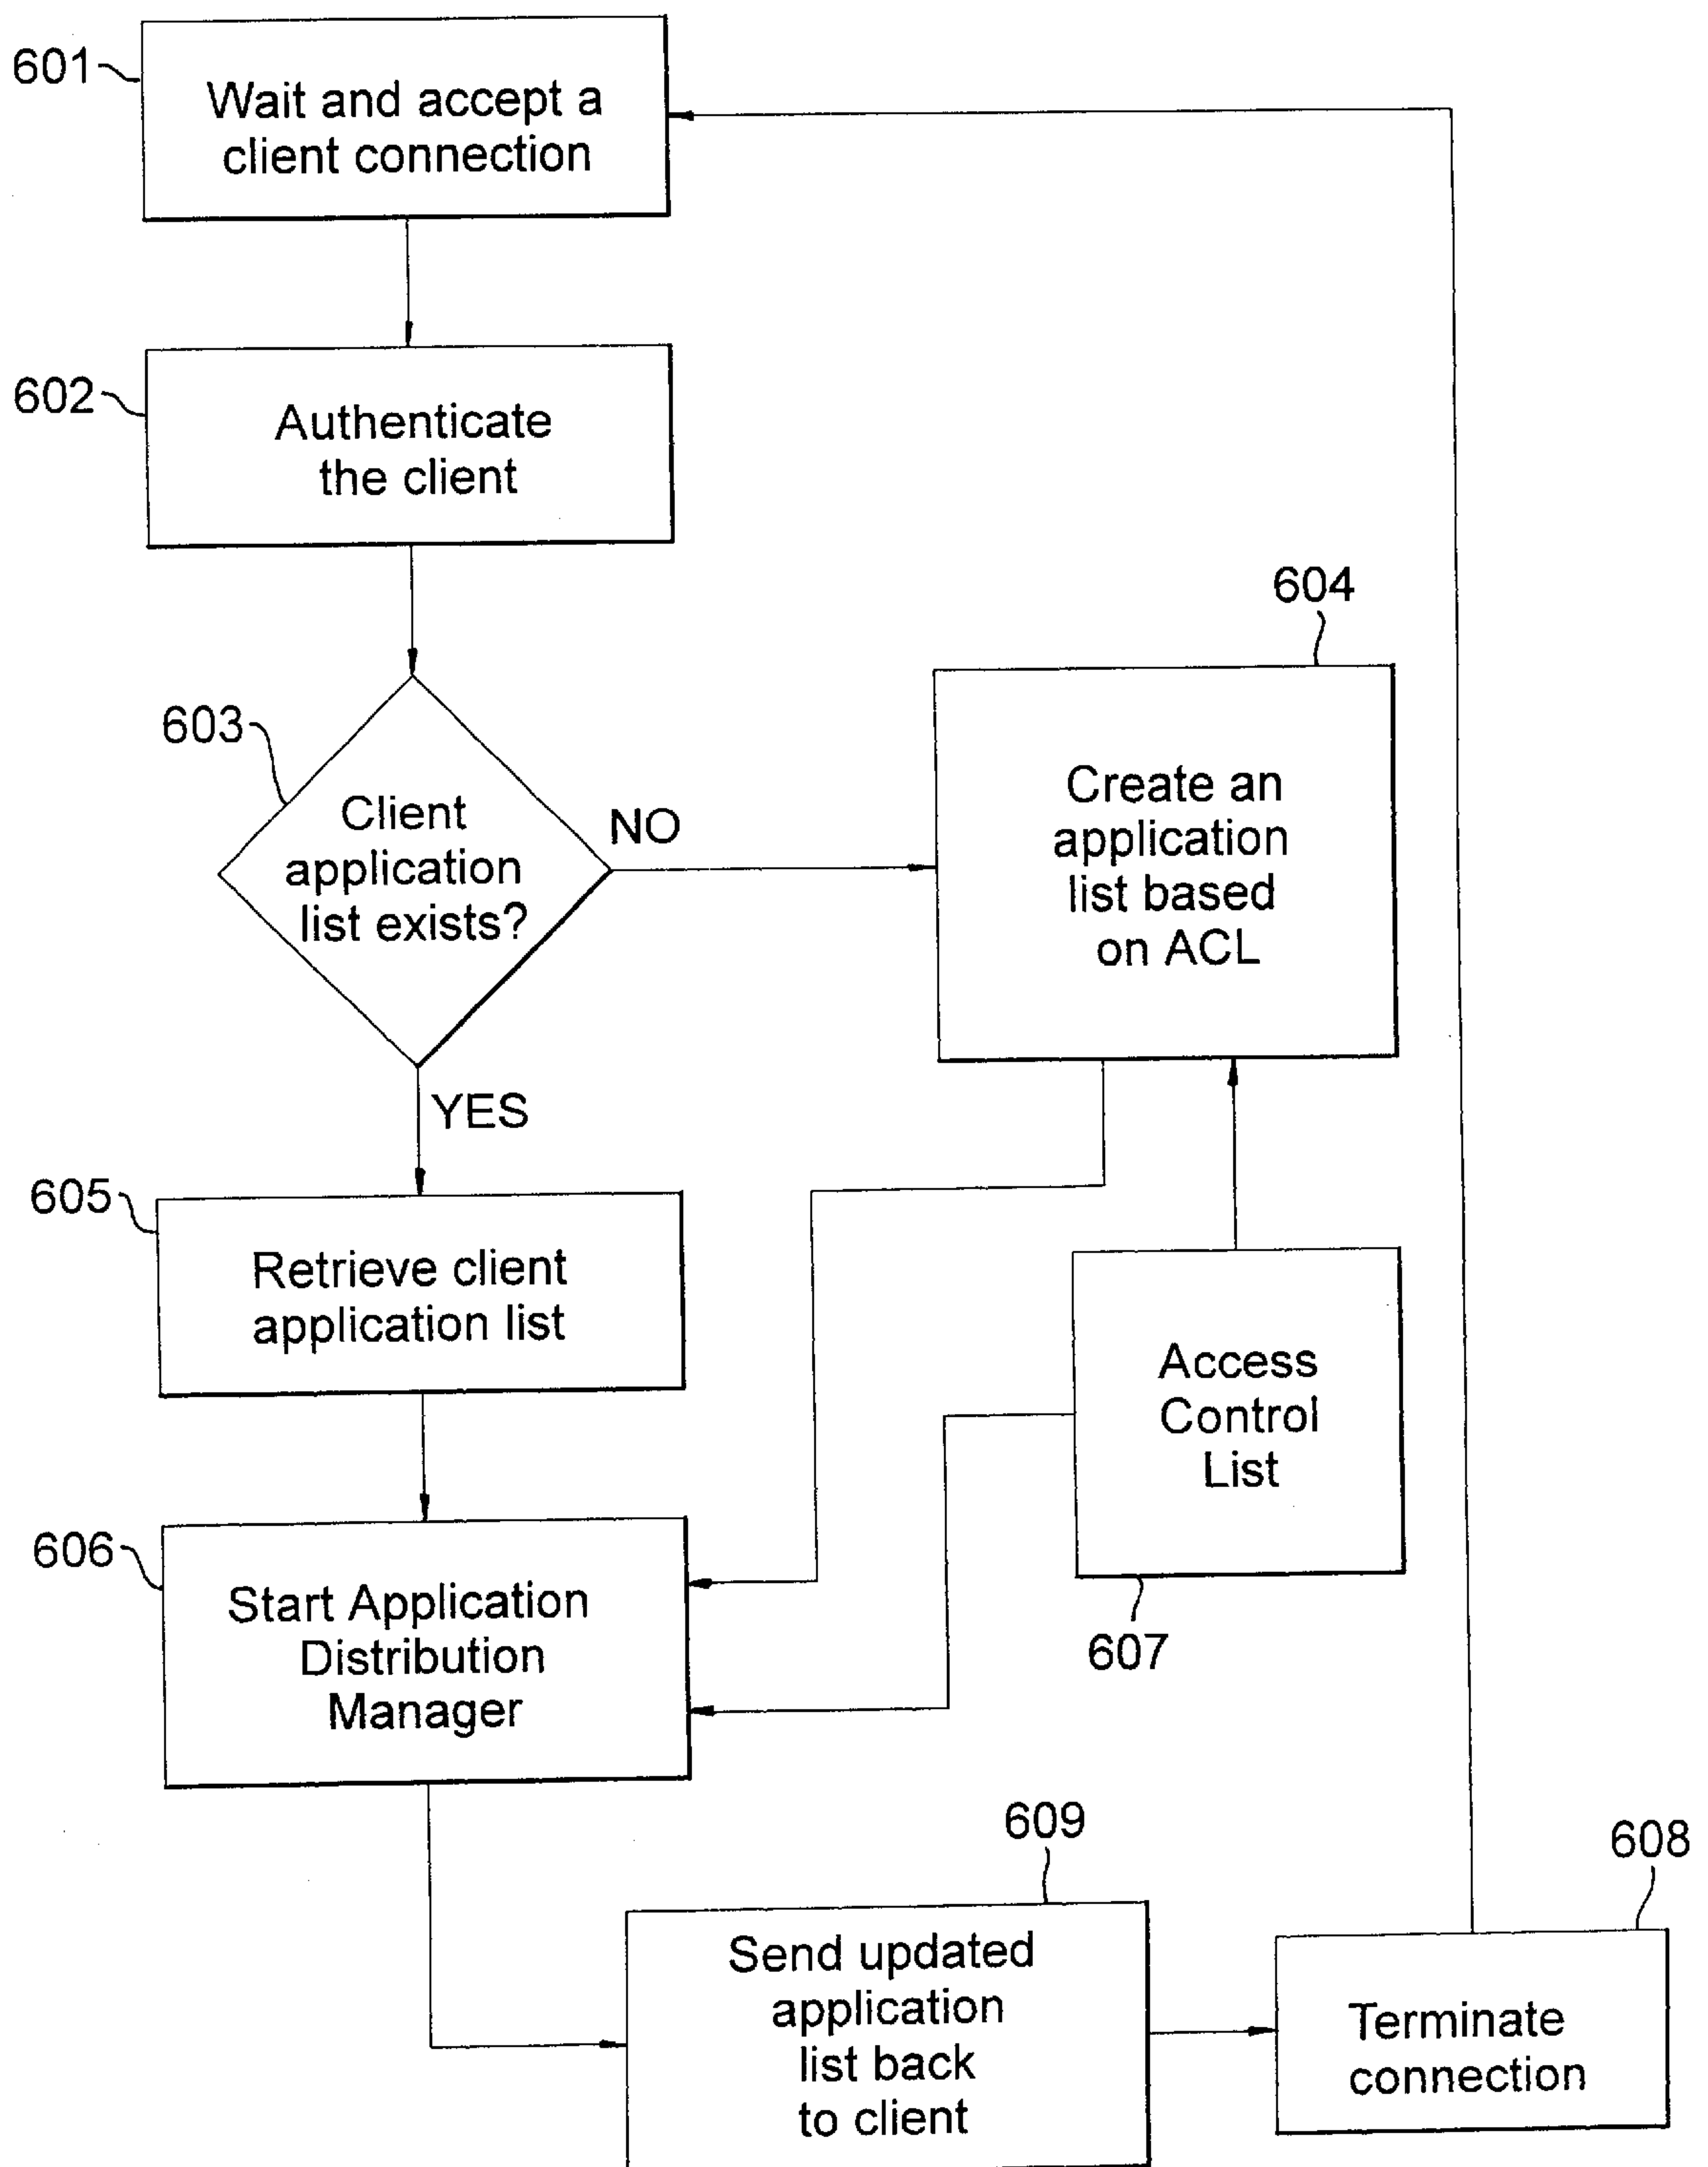 601
Wait and accept a
client connection
602
Authenticate
the client
603
Client
application
list exists?
NO
604
Create an
application
list based
on ACL
YES
605
Retrieve client
application list
Access
Control
List
607
606
Start Application
Distribution
Manager
609
Send updated
application
list back
to client
608
Terminate
connection